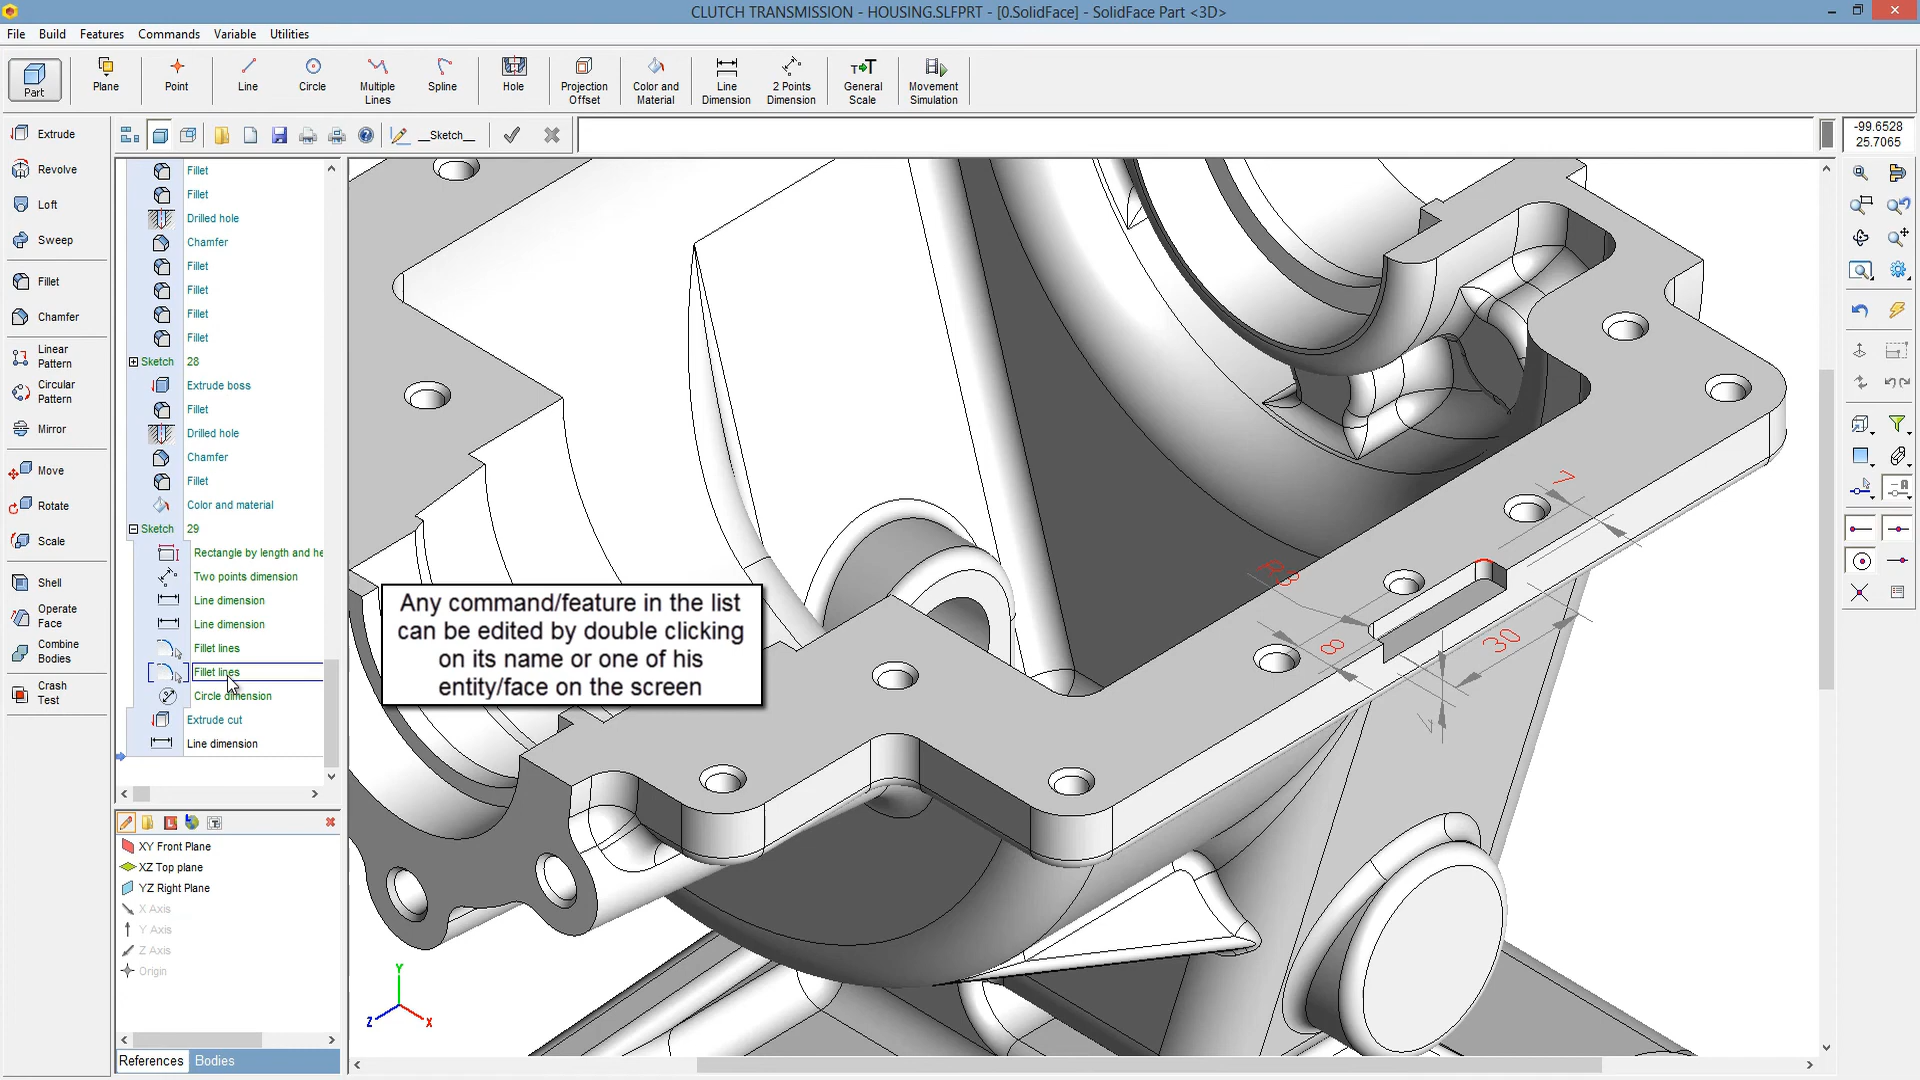 CLUTCH TRANSMISSION - HOUSING.SLFPRT - [0.SolidFace] - SolidFace Part <3D>
File Build Features Commands Variable Utilities
Part
Plane
Point
Line
Circle
Multiple
Lines
Spline
Hole
Projection
Offset
Color and
Material
Line
Dimension
2 Points
Dimension
General
Scale
Movement
Simulation
__Sketch__
-99.6528
25.7065
Extrude
Revolve
Loft
Sweep
Fillet
Chamfer
Linear
Pattern
Circular
Pattern
Mirror
Move
Rotate
Scale
Shell
Operate
Face
Combine
Bodies
Crash
Test
Fillet
Fillet
Drilled hole
Chamfer
Fillet
Fillet
Fillet
Fillet
Sketch 28
Extrude boss
Fillet
Drilled hole
Chamfer
Fillet
Color and material
Sketch 29
Rectangle by length and he
Two points dimension
Line dimension
Line dimension
Fillet lines
Fillet lines
Circle dimension
Extrude cut
Line dimension
XY Front Plane
XZ Top plane
YZ Right Plane
X Axis
Y Axis
Z Axis
Origin
References Bodies
Any command/feature in the list
can be edited by double clicking
on its name or one of his
entity/face on the screen
7
R3
8
30
4
Y
Z
X